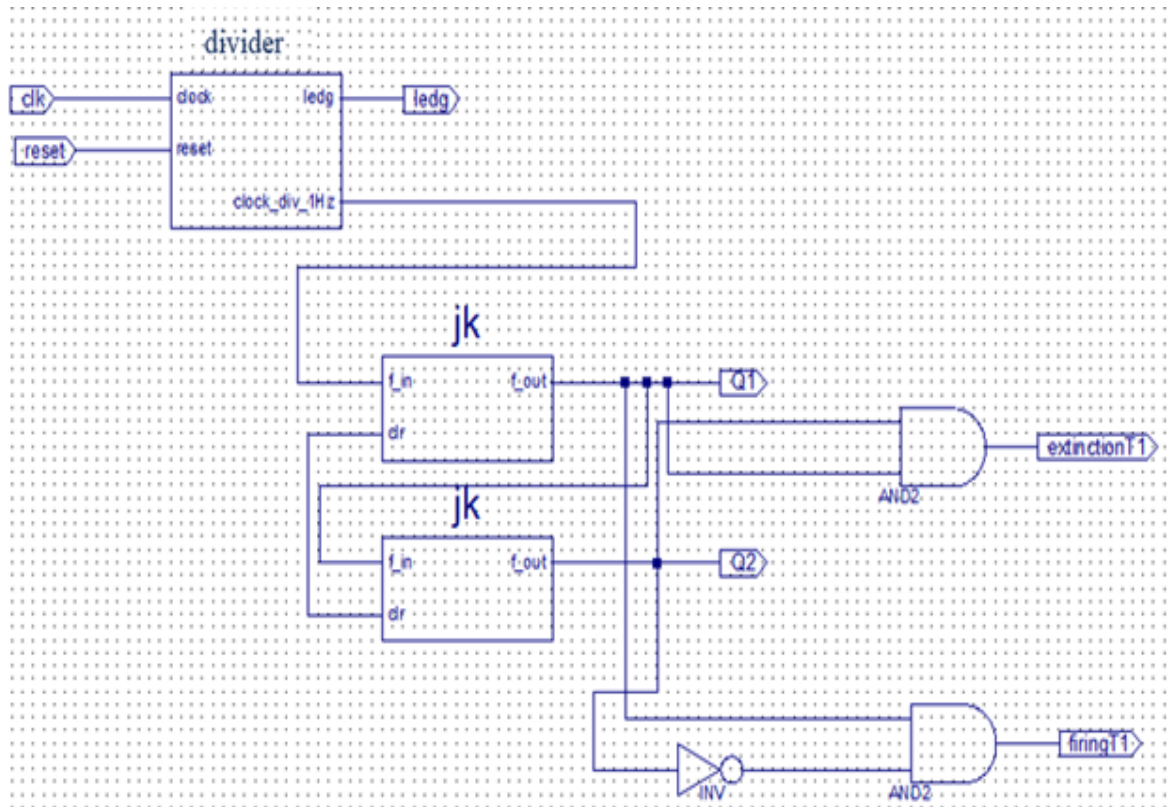 divider
clk
clock
ledg
ledg
reset
reset
clock_div_1Hz
jk
f_in
f_out
Q1
clr
extinctionT1
AND2
jk
f_in
f_out
Q2
clr
firingT1
INV
AND2